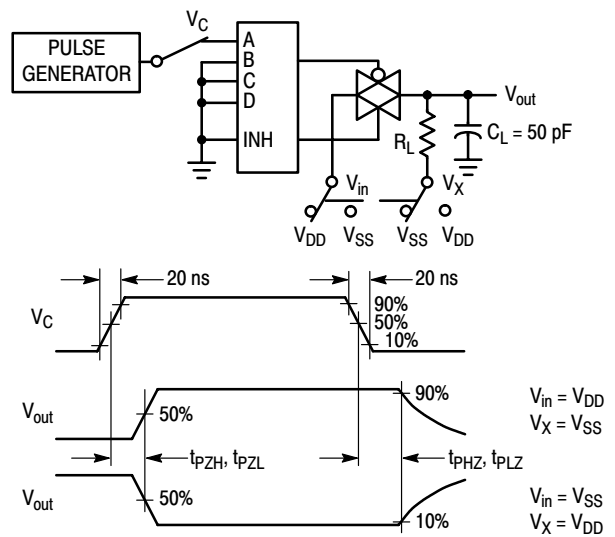 V_C
PULSE
GENERATOR
A
B
C
D
INH
V_out
R_L
C_L = 50 pF
V_in
V_X
V_DD
V_SS
V_SS
V_DD
20 ns
20 ns
V_C
90%
50%
10%
V_out
50%
90%
V_in = V_DD
V_X = V_SS
t_PZH, t_PZL
t_PHZ, t_PLZ
V_out
50%
10%
V_in = V_SS
V_X = V_DD